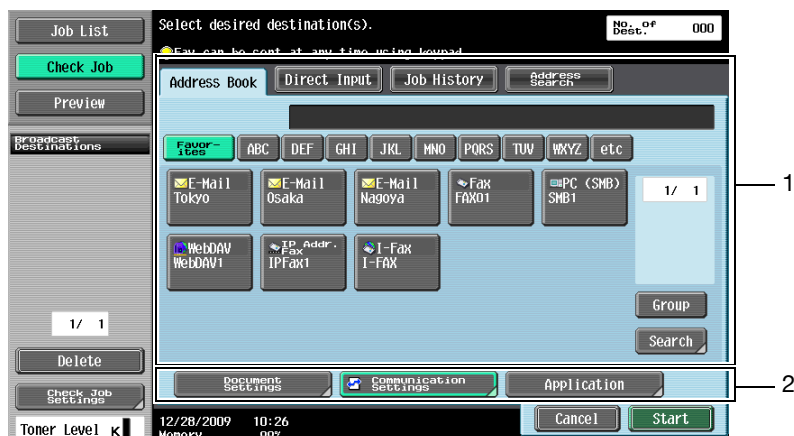 Job List
Check Job
Preview
Broadcast
Destinations
1/ 1
Delete
Check Job
Settings
Toner Level K
Select desired destination(s).
No. of
Dest. 000
Fax can be sent at any time using keypad
Address Book Direct Input Job History Address
Search
Favor-
ites ABC DEF GHI JKL MNO PQRS TUV WXYZ etc
E-Mail
Tokyo
E-Mail
Osaka
E-Mail
Nagoya
Fax
FAX01
PC (SMB)
SMB1
1/ 1
WebDAV
WebDAV1
IP Addr.
Fax
IPFax1
I-Fax
I-FAX
Group
Search
Document
Settings
Communication
Settings
Application
12/28/2009 10:26
Memory 00%
Cancel
Start
1
2